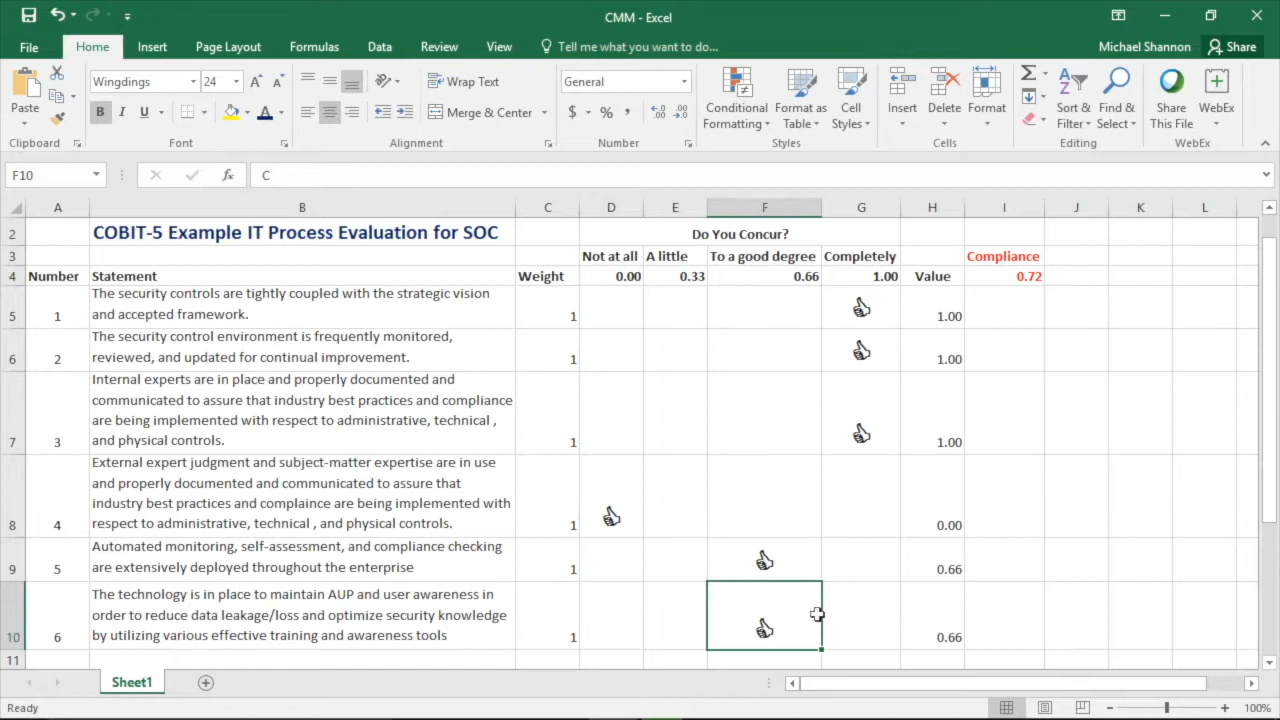 CMM - Excel
File Home Insert Page Layout Formulas Data Review View Tell me what you want to do... Michael Shannon Share
Wingdings 24 Wrap Text General
Paste B I U Merge & Center $ % , Conditional Formatting Format as Table Cell Styles Insert Delete Format Sort & Filter Find & Select Share This File WebEx
Clipboard Font Alignment Number Styles Cells Editing WebEx
F10 fx C
A B C D E F G H I J K L
2 COBIT-5 Example IT Process Evaluation for SOC Do You Concur?
3 Not at all A little To a good degree Completely Compliance
4 Number Statement Weight 0.00 0.33 0.66 1.00 Value 0.72
The security controls are tightly coupled with the strategic vision
5 1 and accepted framework. 1 1.00
The security control environment is frequently monitored,
6 2 reviewed, and updated for continual improvement. 1 1.00
Internal experts are in place and properly documented and
communicated to assure that industry best practices and compliance
are being implemented with respect to administrative, technical ,
7 3 and physical controls. 1 1.00
External expert judgment and subject-matter expertise are in use
and properly documented and communicated to assure that
industry best practices and complaince are being implemented with
8 4 respect to administrative, technical , and physical controls. 1 0.00
Automated monitoring, self-assessment, and compliance checking
9 5 are extensively deployed throughout the enterprise 1 0.66
The technology is in place to maintain AUP and user awareness in
order to reduce data leakage/loss and optimize security knowledge
10 6 by utilizing various effective training and awareness tools 1 0.66
11
Sheet1
Ready 100%